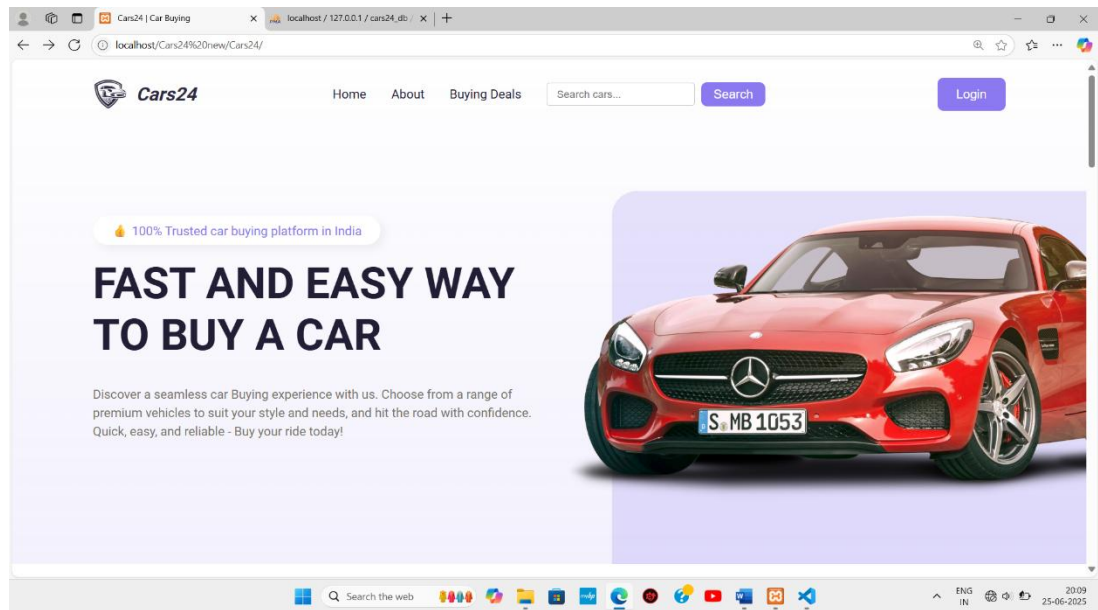 Cars24 | Car Buying
localhost / 127.0.0.1 / cars24_db /
localhost/Cars24%20new/Cars24/
Cars24
Home
About
Buying Deals
Search cars...
Search
Login
👍 100% Trusted car buying platform in India
FAST AND EASY WAY
TO BUY A CAR
Discover a seamless car Buying experience with us. Choose from a range of
premium vehicles to suit your style and needs, and hit the road with confidence.
Quick, easy, and reliable - Buy your ride today!
S MB 1053
Search the web
ENG
IN
20:09
25-06-2025